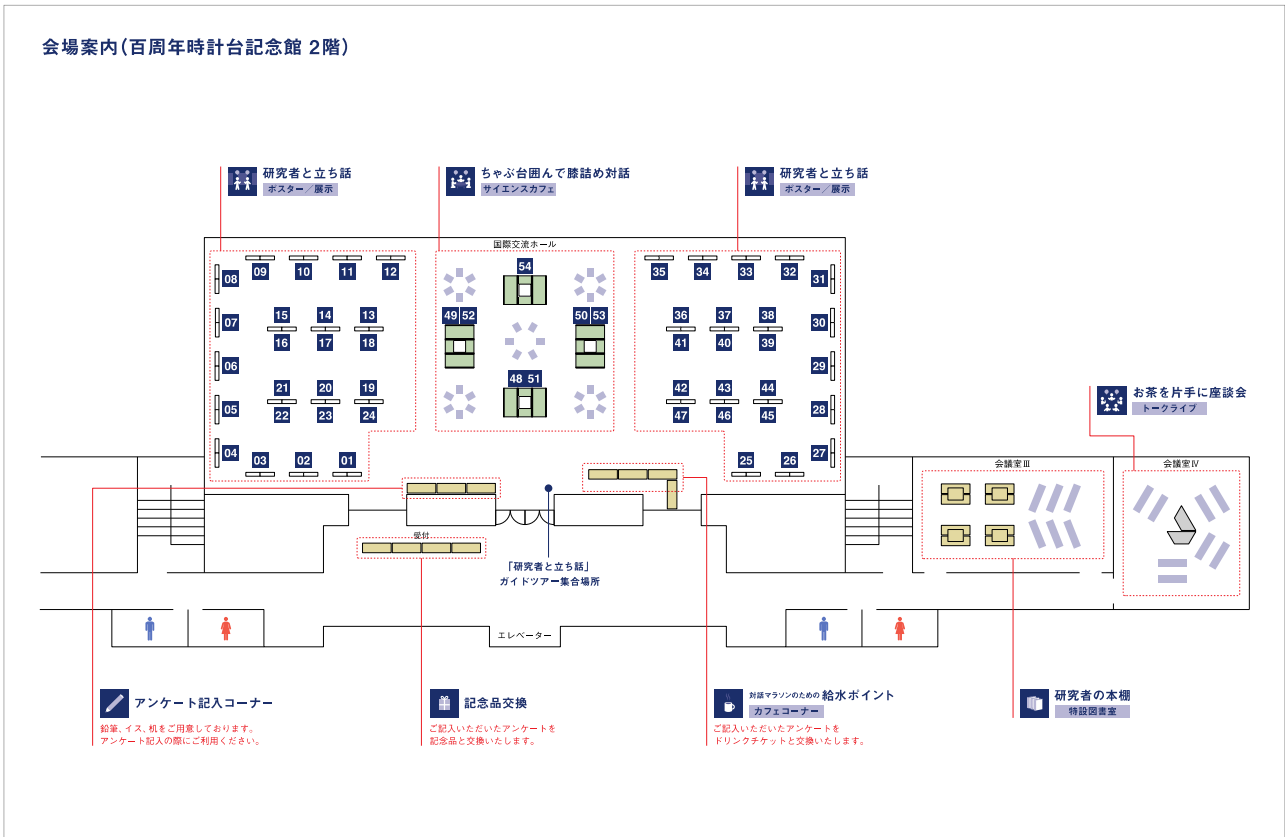 会場案内(百周年時計台記念館 2階)
研究者と立ち話
ポスター／展示
ちゃぶ台囲んで膝詰め対話
サイエンスカフェ
研究者と立ち話
ポスター／展示
国際交流ホール
08 09 10 11 12
07 15 14 13
16 17 18
06
21 20 19
05 22 23 24
04 03 02 01
54
49 52 50 53
48 51
35 34 33 32 31
36 37 38 30
41 40 39
29
42 43 44
47 46 45 28
25 26 27
お茶を片手に座談会
トークライブ
会議室Ⅲ
会議室Ⅳ
受付
「研究者と立ち話」
ガイドツアー集合場所
エレベーター
アンケート記入コーナー
鉛筆、イス、机をご用意しております。
アンケート記入の際にご利用ください。
記念品交換
ご記入いただいたアンケートを
記念品と交換いたします。
対話マラソンのための 給水ポイント
カフェコーナー
ご記入いただいたアンケートを
ドリンクチケットと交換いたします。
研究者の本棚
特設図書室